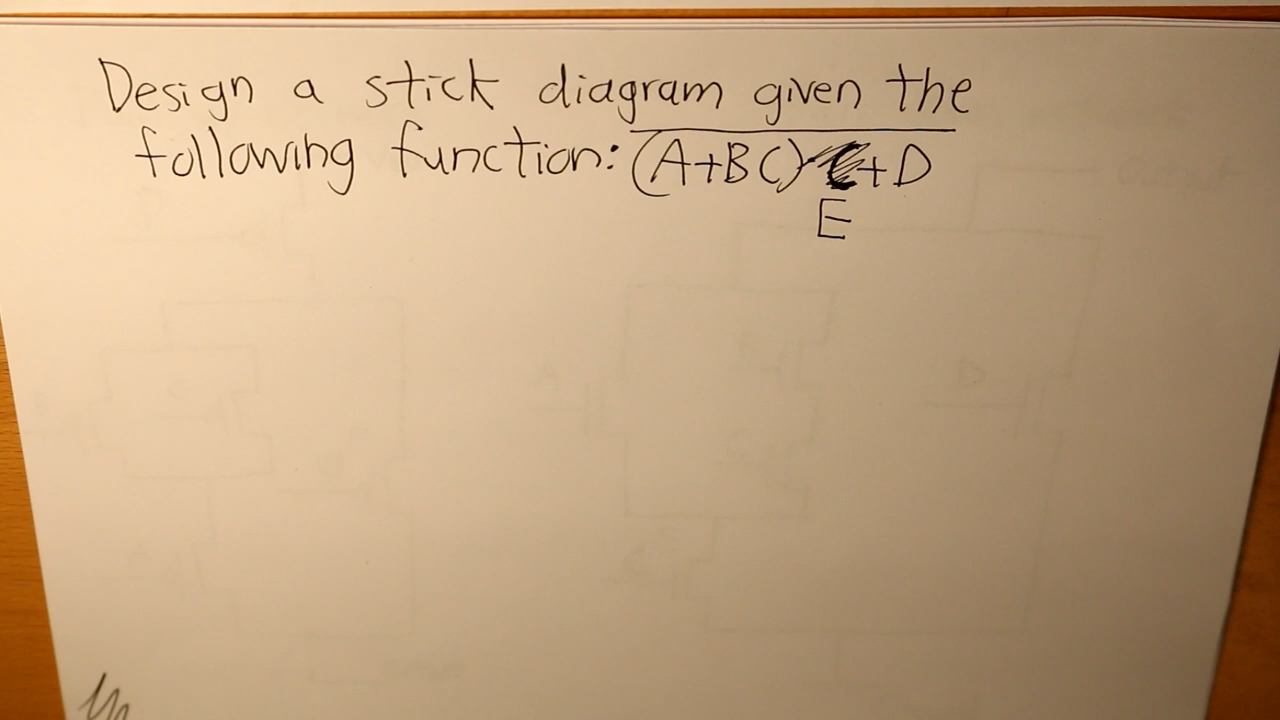 Design a stick diagram given the
following function: (A+BC)·E+D